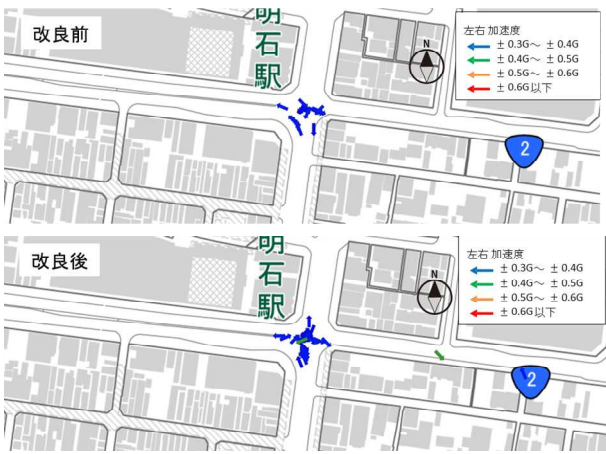 改良前
明石駅
N
左右 加速度
± 0.3G～ ± 0.4G
± 0.4G～ ± 0.5G
± 0.5G～ ± 0.6G
± 0.6G以下
2
改良後
明石駅
N
左右 加速度
± 0.3G～ ± 0.4G
± 0.4G～ ± 0.5G
± 0.5G～ ± 0.6G
± 0.6G以下
2